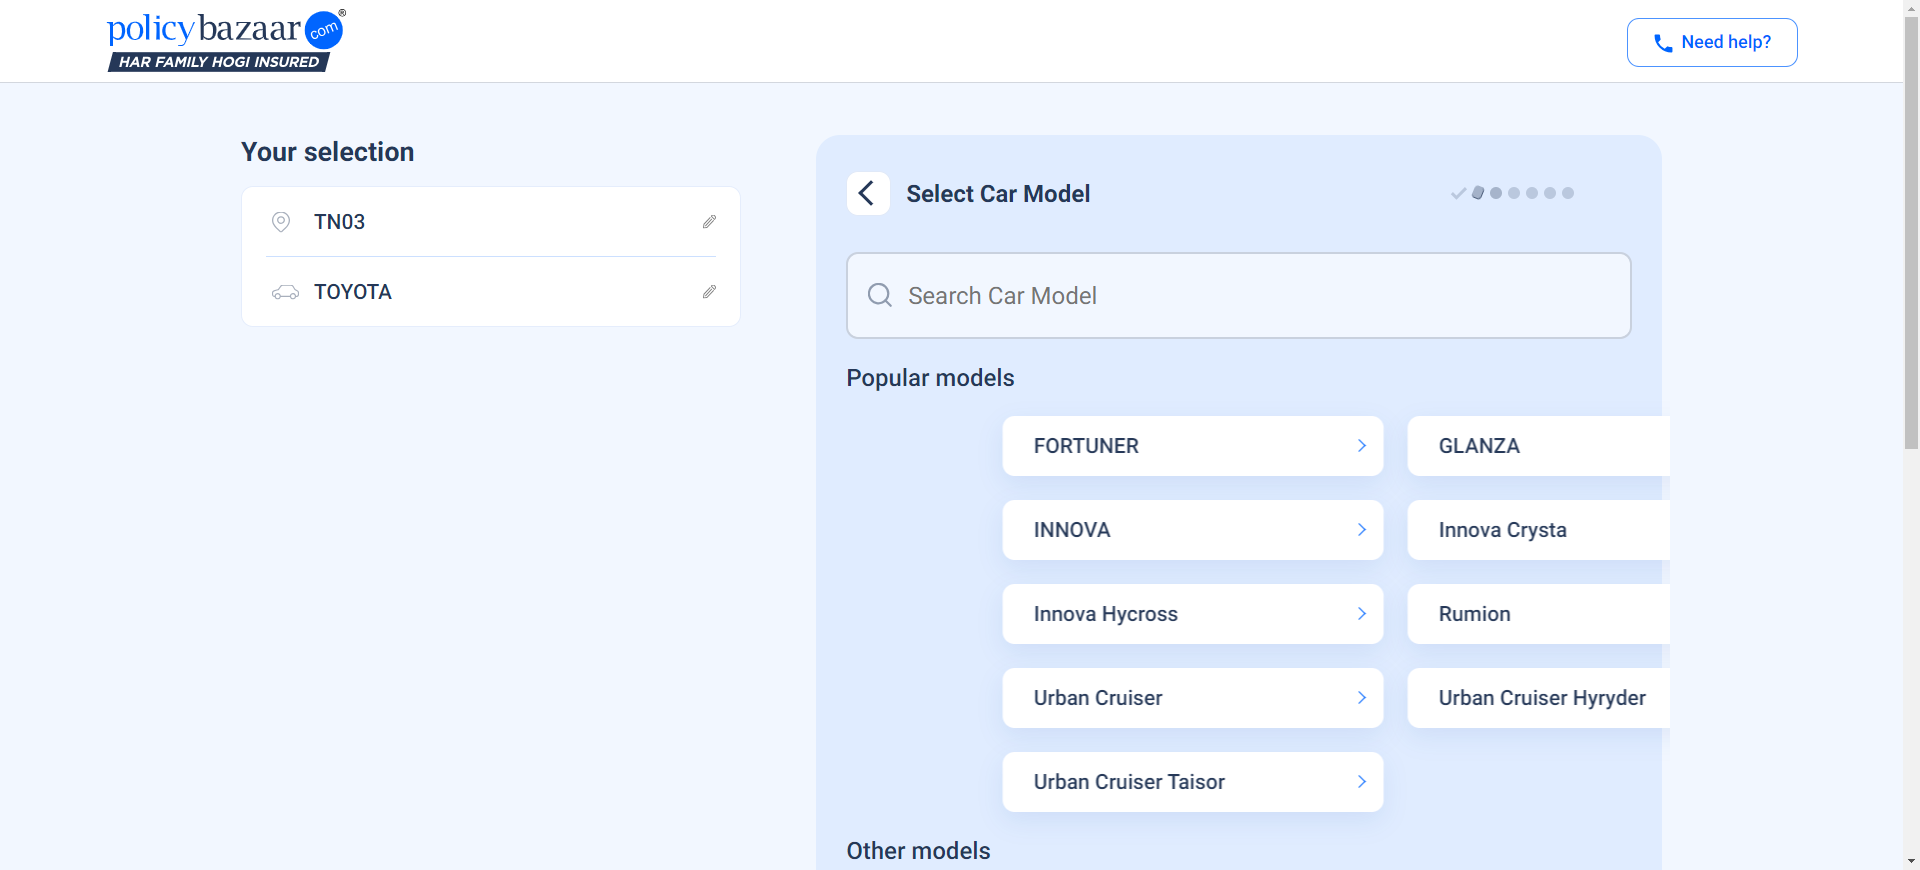 policybazaar com ®
HAR FAMILY HOGI INSURED
Need help?
Your selection
TN03
TOYOTA
Select Car Model
Search Car Model
Popular models
FORTUNER
GLANZA
INNOVA
Innova Crysta
Innova Hycross
Rumion
Urban Cruiser
Urban Cruiser Hyryder
Urban Cruiser Taisor
Other models